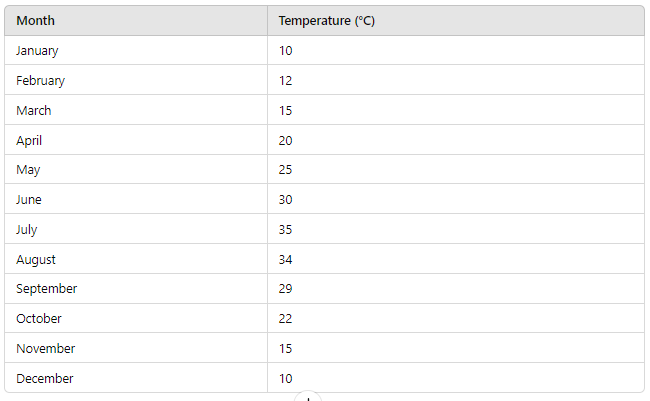 Month Temperature (°C)
January 10
February 12
March 15
April 20
May 25
June 30
July 35
August 34
September 29
October 22
November 15
December 10